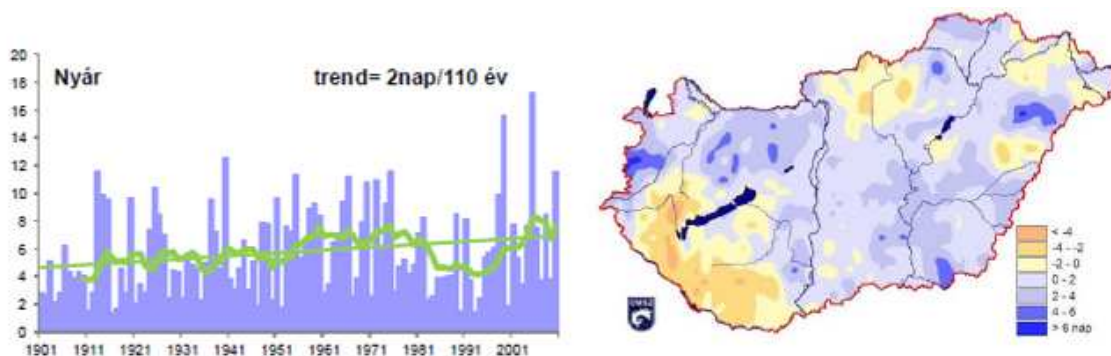 Nyár
trend= 2nap/110 év
20
18
16
14
12
10
8
6
4
2
0
1901 1911 1921 1931 1941 1951 1961 1971 1981 1991 2001
< -4
-4 - -2
-2 - 0
0 - 2
2 - 4
4 - 6
> 6 nap
OMSZ